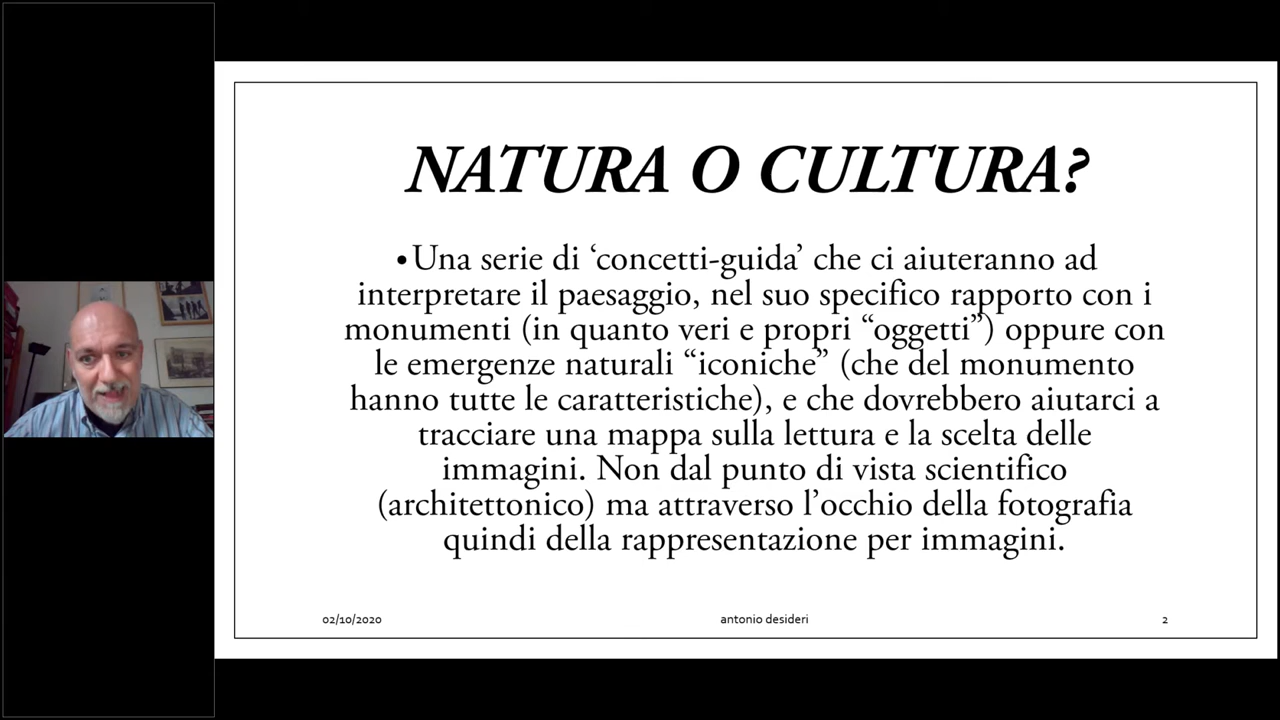 NATURA O CULTURA?
•Una serie di ‘concetti-guida’ che ci aiuteranno ad
interpretare il paesaggio, nel suo specifico rapporto con i
monumenti (in quanto veri e propri “oggetti”) oppure con
le emergenze naturali “iconiche” (che del monumento
hanno tutte le caratteristiche), e che dovrebbero aiutarci a
tracciare una mappa sulla lettura e la scelta delle
immagini. Non dal punto di vista scientifico
(architettonico) ma attraverso l’occhio della fotografia
quindi della rappresentazione per immagini.
02/10/2020 antonio desideri 2